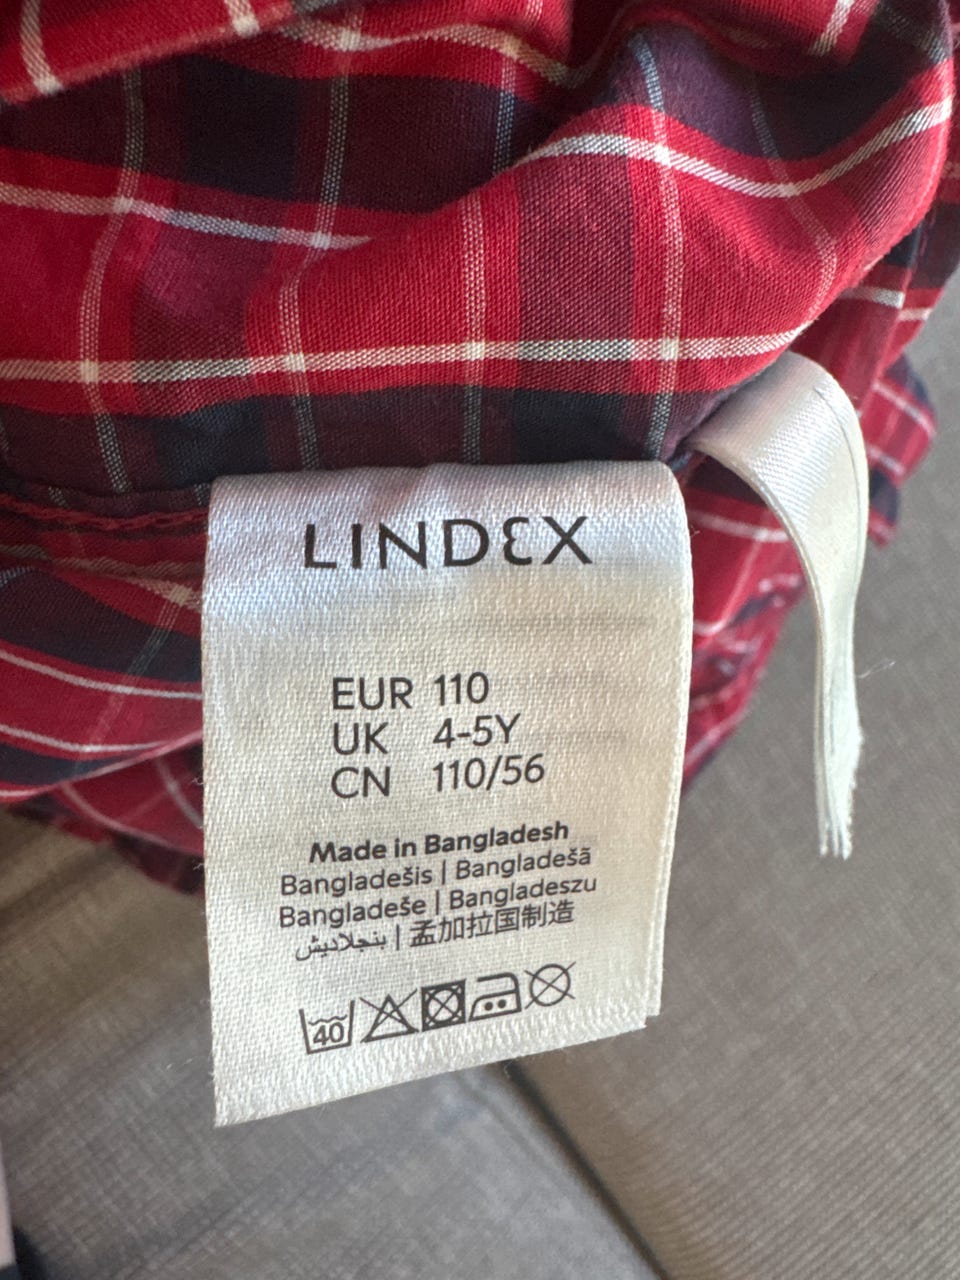 LINDEX
EUR 110
UK 4-5Y
CN 110/56
Made in Bangladesh
Bangladešis | Bangladešā
Bangladeše | Bangladeszu
بنجلاديش | 孟加拉国制造
40